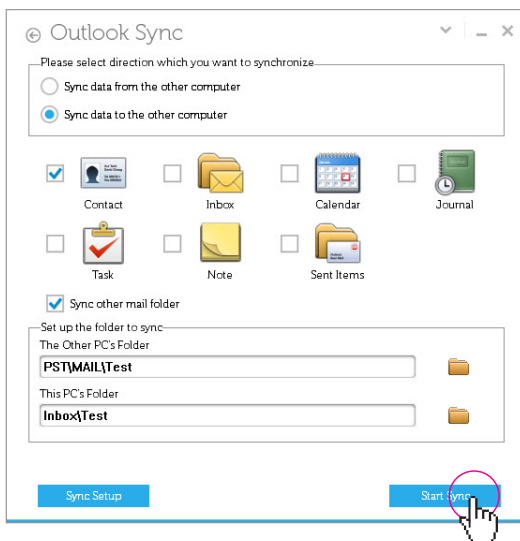 Outlook Sync
Please select direction which you want to synchronize
Sync data from the other computer
Sync data to the other computer
Contact Inbox Calendar Journal
Task Note Sent Items
Sync other mail folder
Set up the folder to sync
The Other PC's Folder
PST\MAIL\Test
This PC's Folder
Inbox\Test
Sync Setup Start Sync